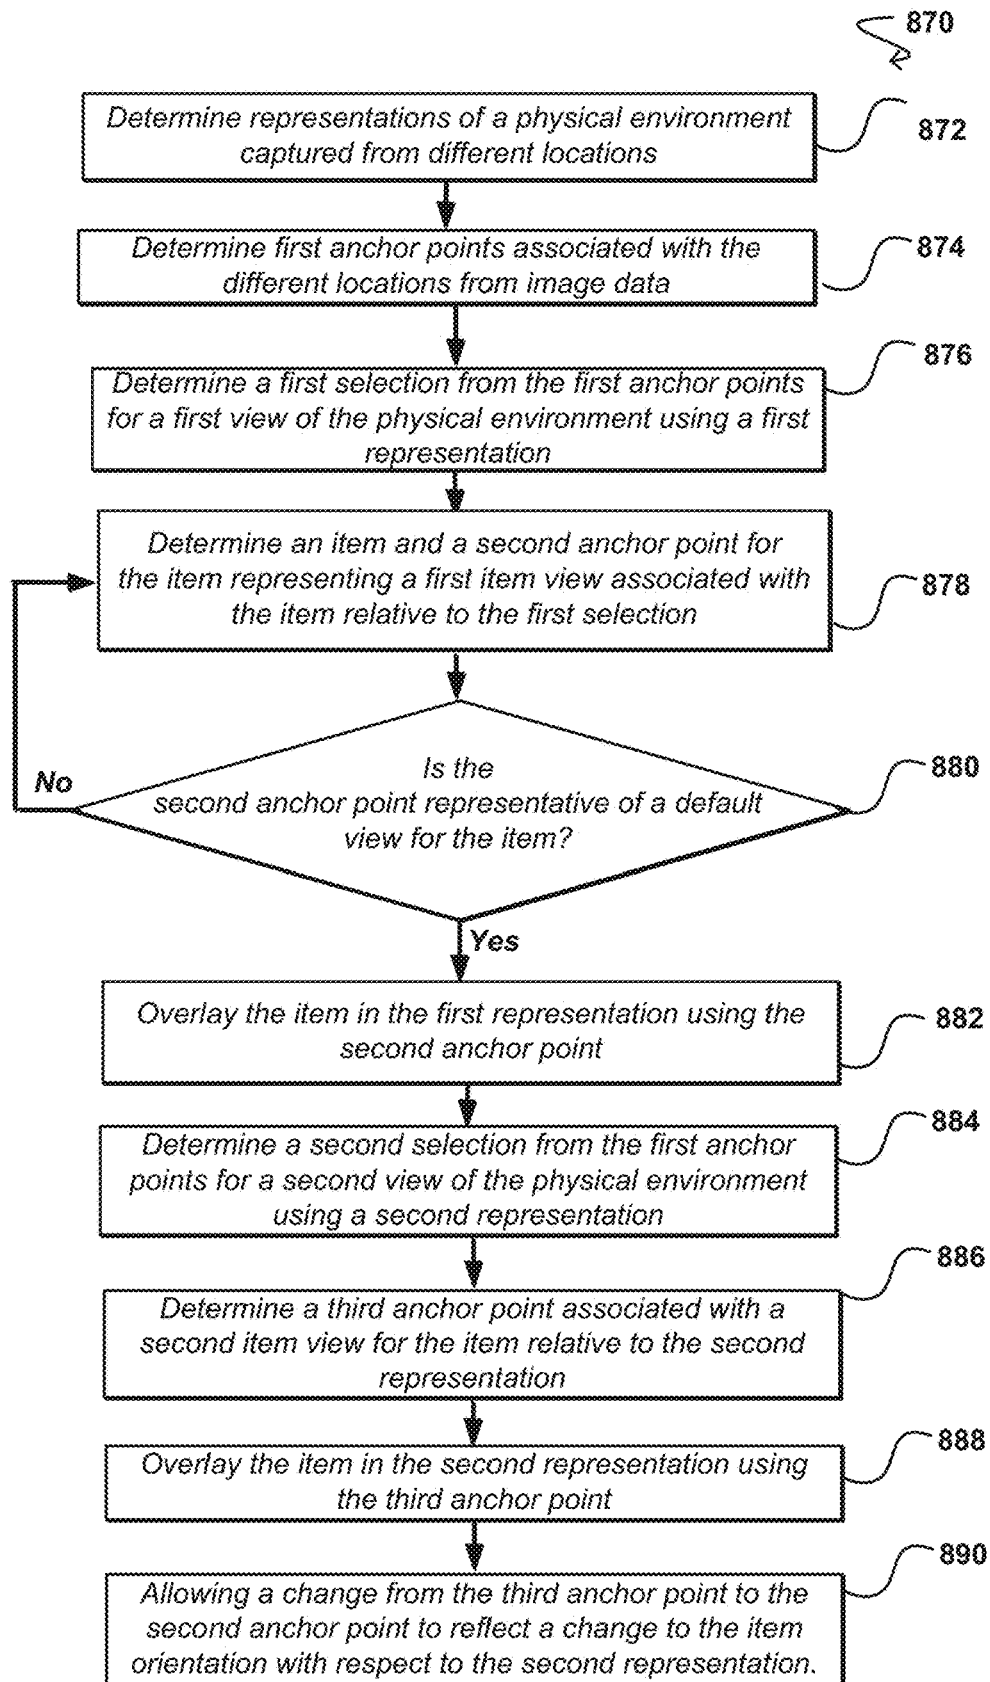 870
Determine representations of a physical environment
captured from different locations
872
Determine first anchor points associated with the
different locations from image data
874
Determine a first selection from the first anchor points
for a first view of the physical environment using a first
representation
876
Determine an item and a second anchor point for
the item representing a first item view associated with
the item relative to the first selection
878
Is the
second anchor point representative of a default
view for the item?
880
No
Yes
Overlay the item in the first representation using the
second anchor point
882
Determine a second selection from the first anchor
points for a second view of the physical environment
using a second representation
884
Determine a third anchor point associated with a
second item view for the item relative to the second
representation
886
Overlay the item in the second representation using
the third anchor point
888
Allowing a change from the third anchor point to the
second anchor point to reflect a change to the item
orientation with respect to the second representation.
890